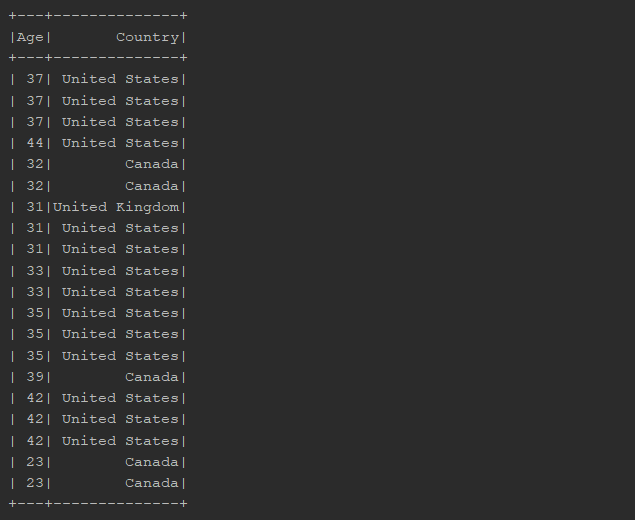 +---+--------------+
|Age|       Country|
+---+--------------+
| 37| United States|
| 37| United States|
| 37| United States|
| 44| United States|
| 32|        Canada|
| 32|        Canada|
| 31|United Kingdom|
| 31| United States|
| 31| United States|
| 33| United States|
| 33| United States|
| 35| United States|
| 35| United States|
| 35| United States|
| 39|        Canada|
| 42| United States|
| 42| United States|
| 42| United States|
| 23|        Canada|
| 23|        Canada|
+---+--------------+